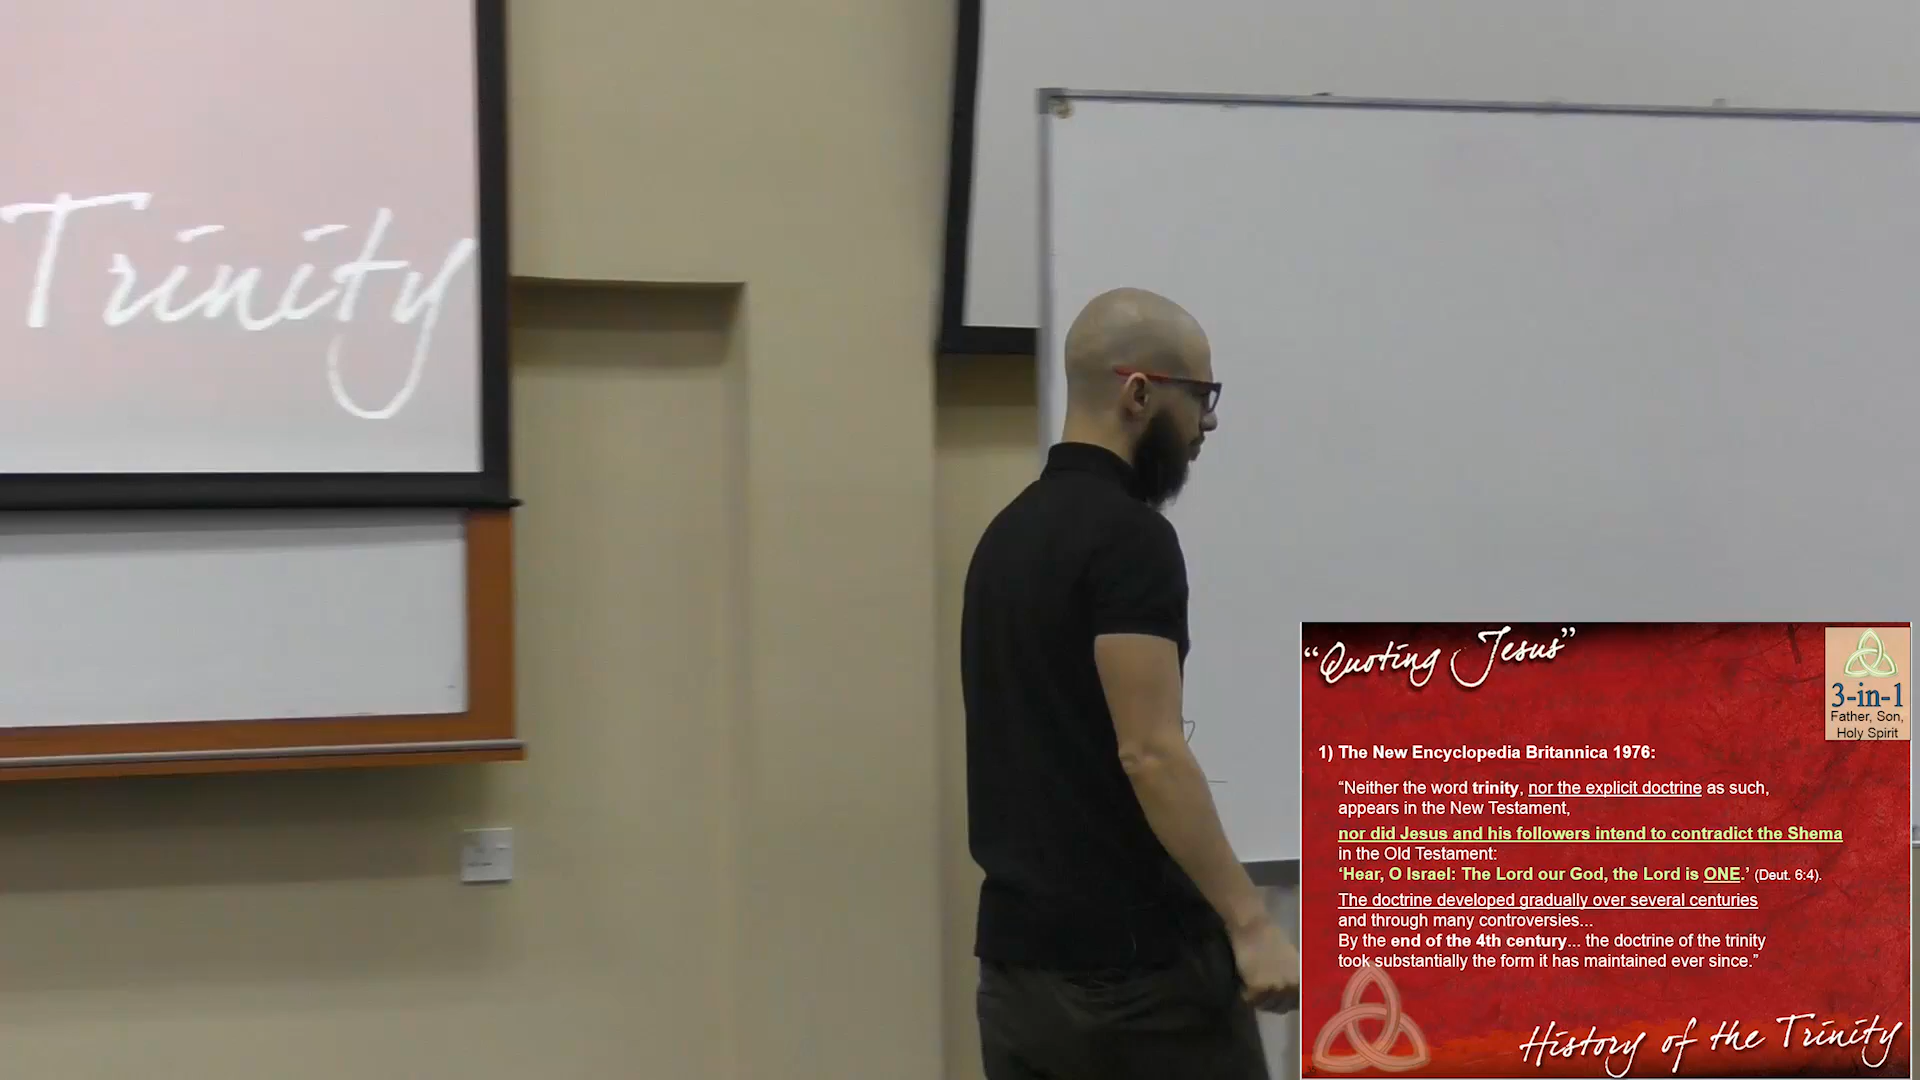 Trinity
“Quoting Jesus”
3-in-1
Father, Son,
Holy Spirit
1) The New Encyclopedia Britannica 1976:
“Neither the word trinity, nor the explicit doctrine as such,
appears in the New Testament,
nor did Jesus and his followers intend to contradict the Shema
in the Old Testament:
‘Hear, O Israel: The Lord our God, the Lord is ONE.’ (Deut. 6:4).
The doctrine developed gradually over several centuries
and through many controversies...
By the end of the 4th century... the doctrine of the trinity
took substantially the form it has maintained ever since.”
History of the Trinity